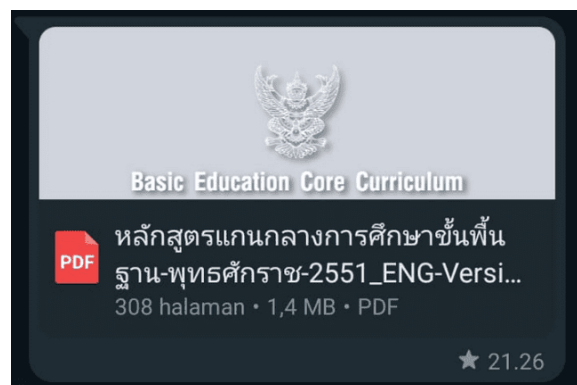 Basic Education Core Curriculum
PDF
หลักสูตรแกนกลางการศึกษาขั้นพื้น
ฐาน-พุทธศักราช-2551_ENG-Versi...
308 halaman • 1,4 MB • PDF
★ 21.26